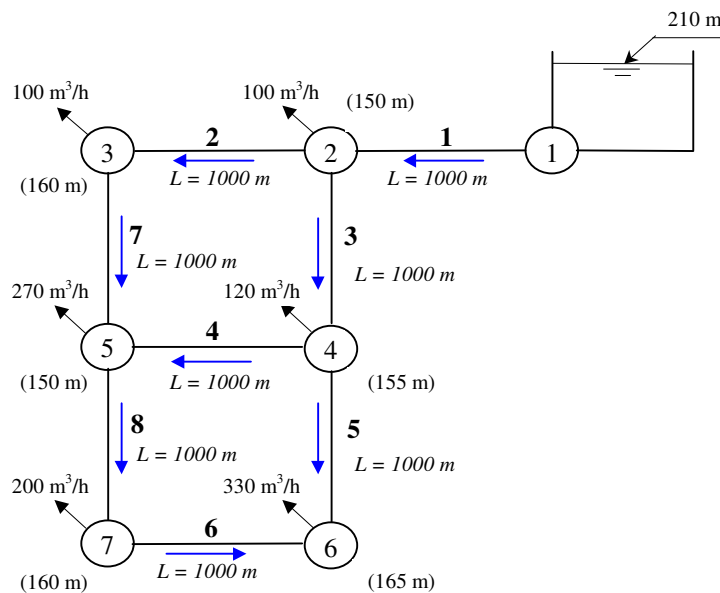 210 m
100 m³/h
100 m³/h
(150 m)
3
2
2
1
1
L = 1000 m
L = 1000 m
(160 m)
7
3
L = 1000 m
L = 1000 m
270 m³/h
120 m³/h
5
4
4
L = 1000 m
(150 m)
(155 m)
8
5
L = 1000 m
L = 1000 m
200 m³/h
330 m³/h
7
6
6
L = 1000 m
(160 m)
(165 m)